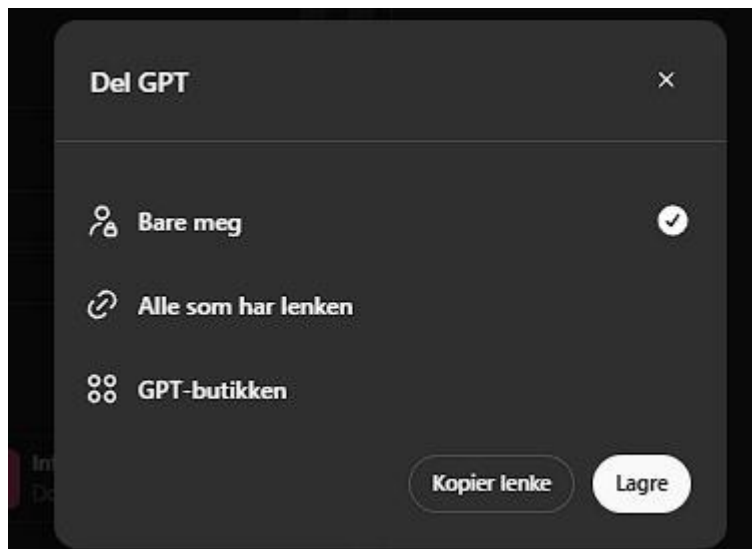 Del GPT
Bare meg
Alle som har lenken
GPT-butikken
Kopier lenke Lagre